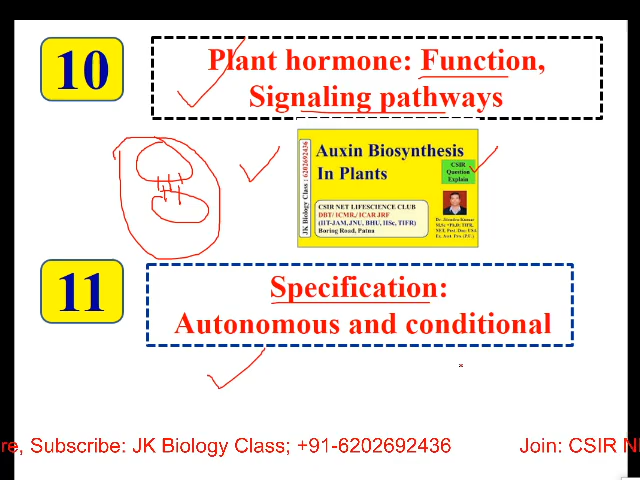 10
Plant hormone: Function,
Signaling pathways
JK Biology Class : 6202692436
Auxin Biosynthesis
In Plants
CSIR
Question
Explain
CSIR NET LIFESCIENCE CLUB
DBT/ ICMR/ ICAR JRF
(IIT-JAM, JNU, BHU, IISc, TIFR)
Boring Road, Patna
11
Specification:
Autonomous and conditional
re, Subscribe: JK Biology Class; +91-6202692436
Join: CSIR N